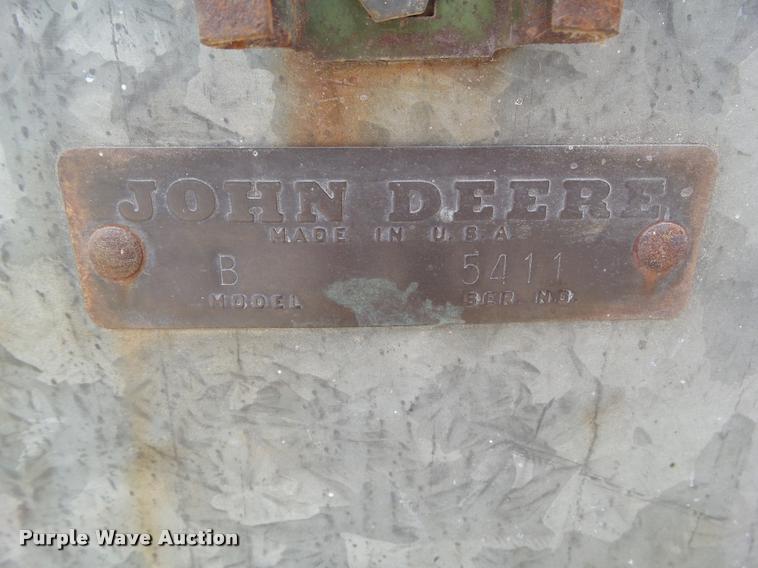 JOHN DEERE
MADE IN U.S.A
B 5411
MODEL SER. NO.
Purple Wave Auction